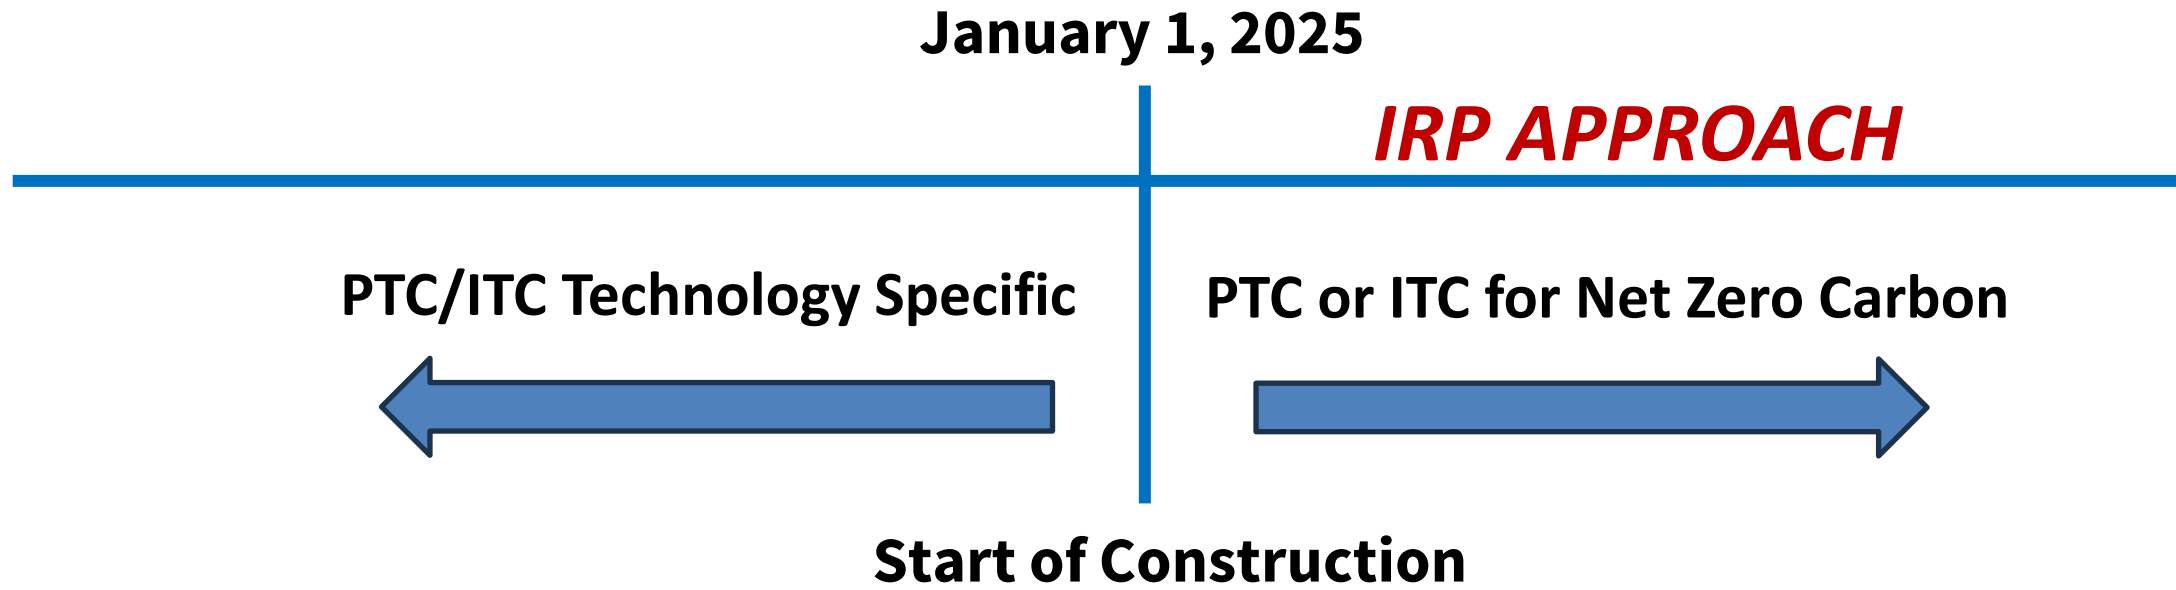 January 1, 2025
IRP APPROACH
PTC/ITC Technology Specific
PTC or ITC for Net Zero Carbon
Start of Construction